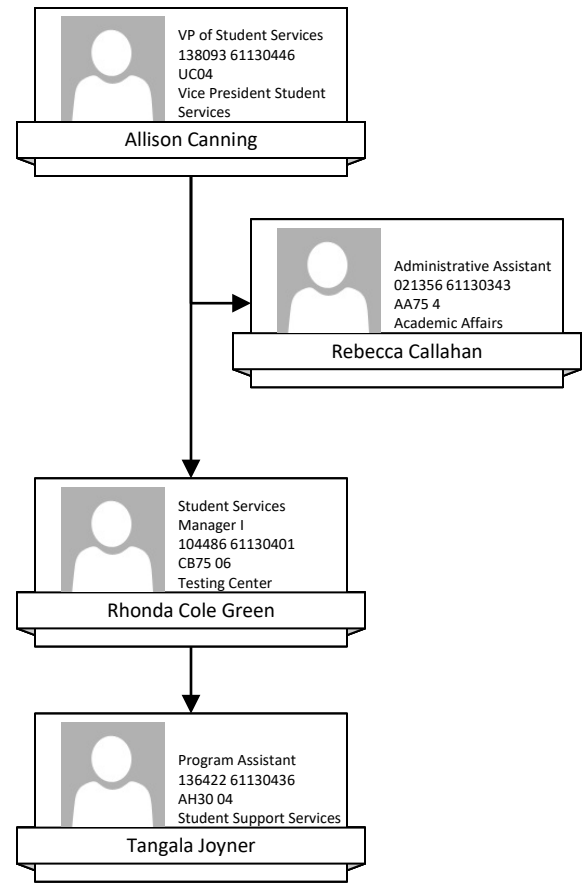 VP of Student Services
138093 61130446
UC04
Vice President Student
Services
Allison Canning
Administrative Assistant
021356 61130343
AA75 4
Academic Affairs
Rebecca Callahan
Student Services
Manager I
104486 61130401
CB75 06
Testing Center
Rhonda Cole Green
Program Assistant
136422 61130436
AH30 04
Student Support Services
Tangala Joyner